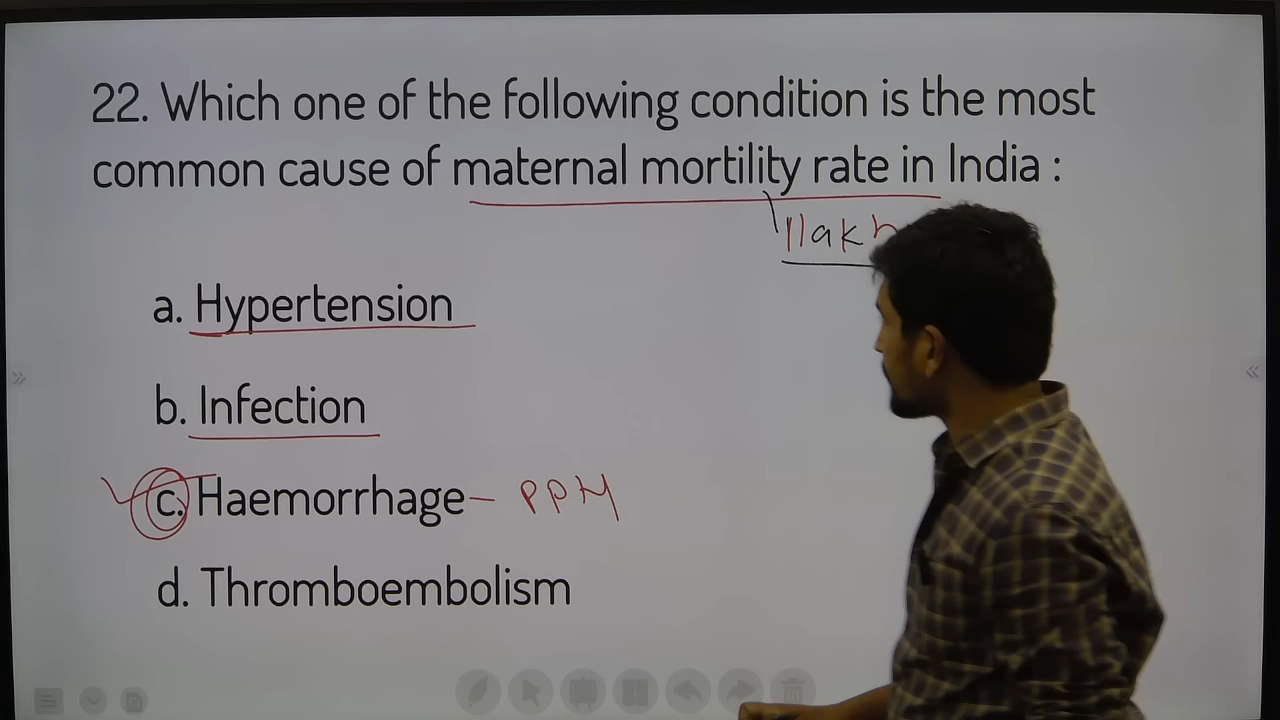 22. Which one of the following condition is the most
common cause of maternal mortility rate in India :
1lakh
a. Hypertension
b. Infection
c. Haemorrhage - PPH
d. Thromboembolism